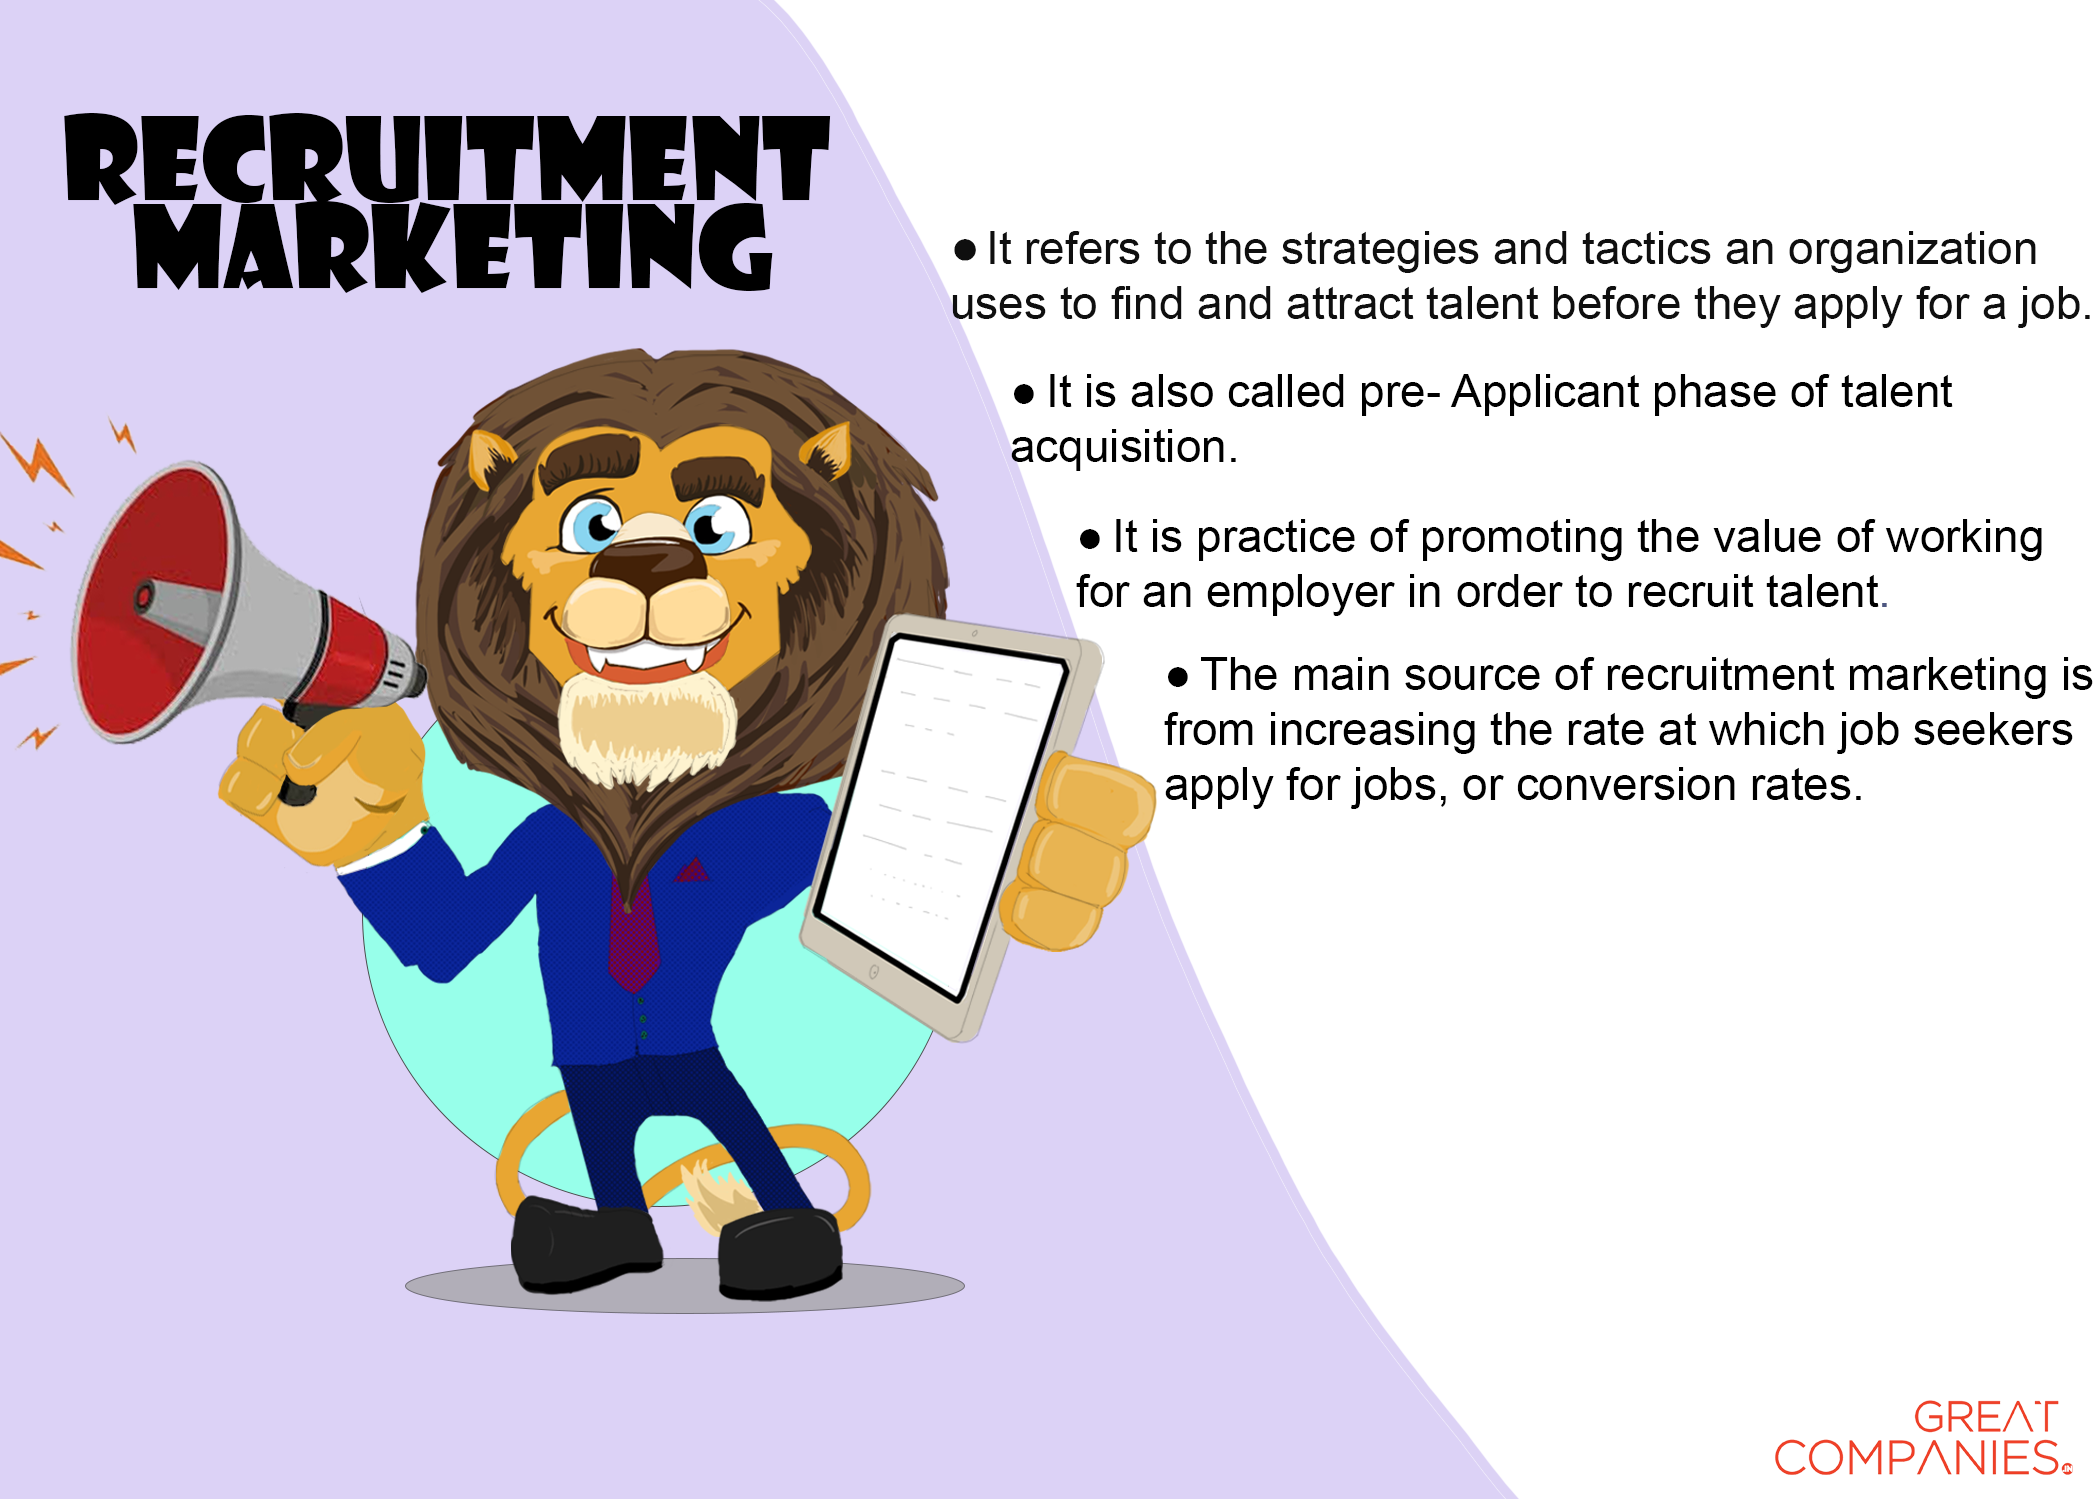 RECRUITMENT
MARKETING
● It refers to the strategies and tactics an organization
uses to find and attract talent before they apply for a job.
● It is also called pre- Applicant phase of talent
acquisition.
● It is practice of promoting the value of working
for an employer in order to recruit talent.
● The main source of recruitment marketing is
from increasing the rate at which job seekers
apply for jobs, or conversion rates.
GREAT
COMPANIES.IN